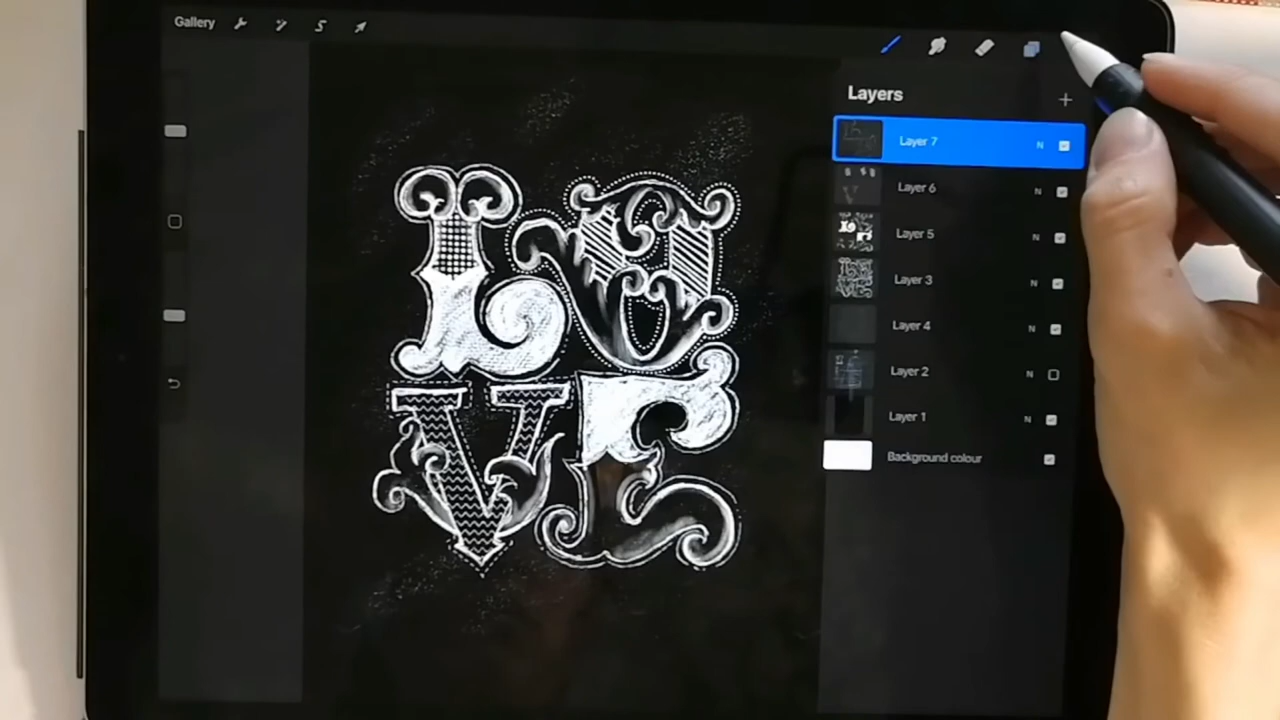 Gallery
Layers
Layer 7
N
Layer 6
N
Layer 5
N
Layer 3
N
Layer 4
N
Layer 2
N
Layer 1
N
Background colour
LO
VE